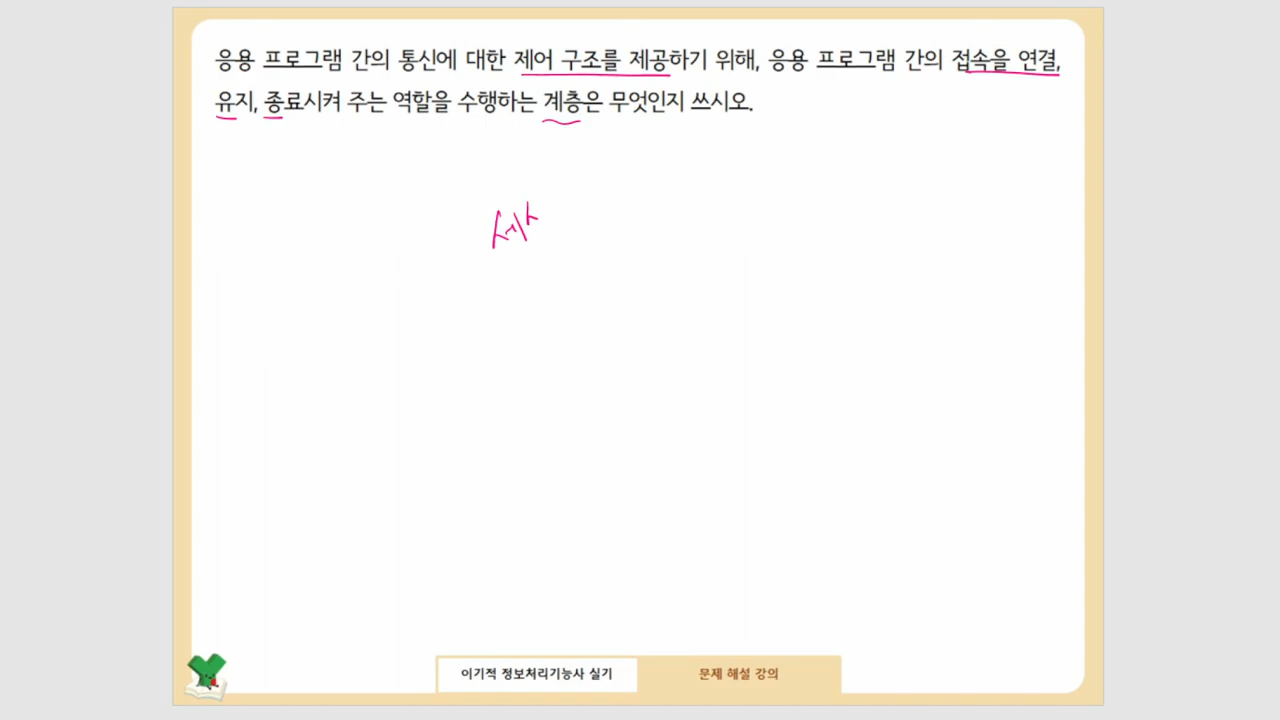 응용 프로그램 간의 통신에 대한 제어 구조를 제공하기 위해, 응용 프로그램 간의 접속을 연결,
유지, 종료시켜 주는 역할을 수행하는 계층은 무엇인지 쓰시오.
이기적 정보처리기능사 실기
문제 해설 강의